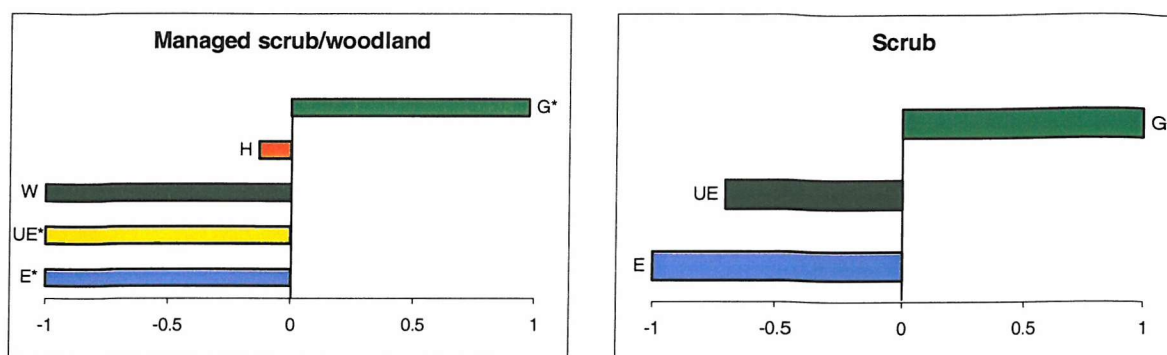 Managed scrub/woodland
G*
H
W
UE*
E*
-1 -0.5 0 0.5 1
Scrub
G
UE
E
-1 -0.5 0 0.5 1